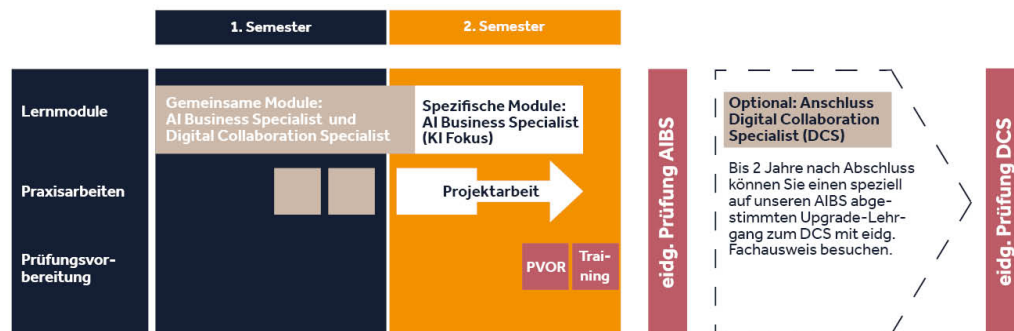 1. Semester
2. Semester
Lernmodule
Gemeinsame Module:
AI Business Specialist und
Digital Collaboration Specialist
Spezifische Module:
AI Business Specialist
(KI Fokus)
Praxisarbeiten
Projektarbeit
Prüfungsvor-
bereitung
PVOR
Trai-
ning
eidg. Prüfung AIBS
Optional: Anschluss
Digital Collaboration
Specialist (DCS)
Bis 2 Jahre nach Abschluss
können Sie einen speziell
auf unseren AIBS abge-
stimmten Upgrade-Lehr-
gang zum DCS mit eidg.
Fachausweis besuchen.
eidg. Prüfung DCS